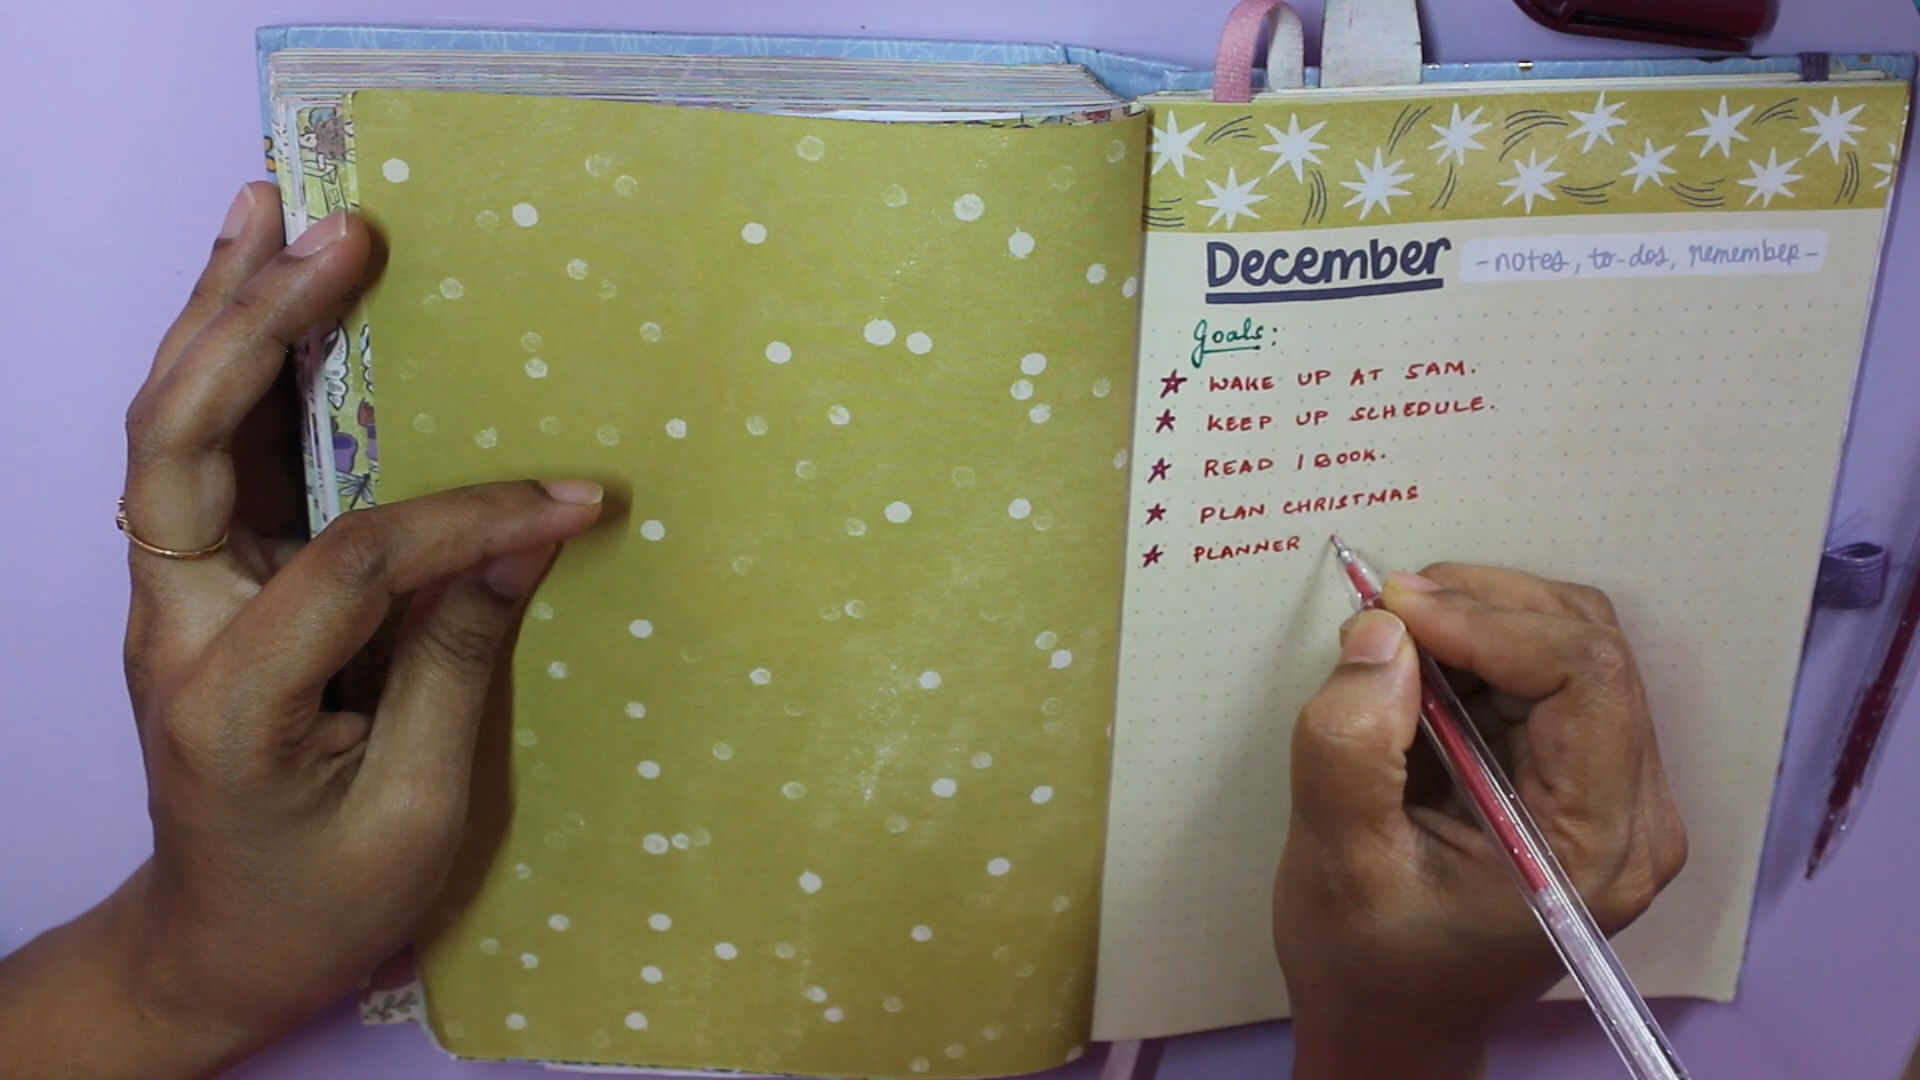 December - notes, to-dos, remember -
Goals:
WAKE UP AT 5AM.
KEEP UP SCHEDULE.
READ 1 BOOK.
PLAN CHRISTMAS
PLANNER